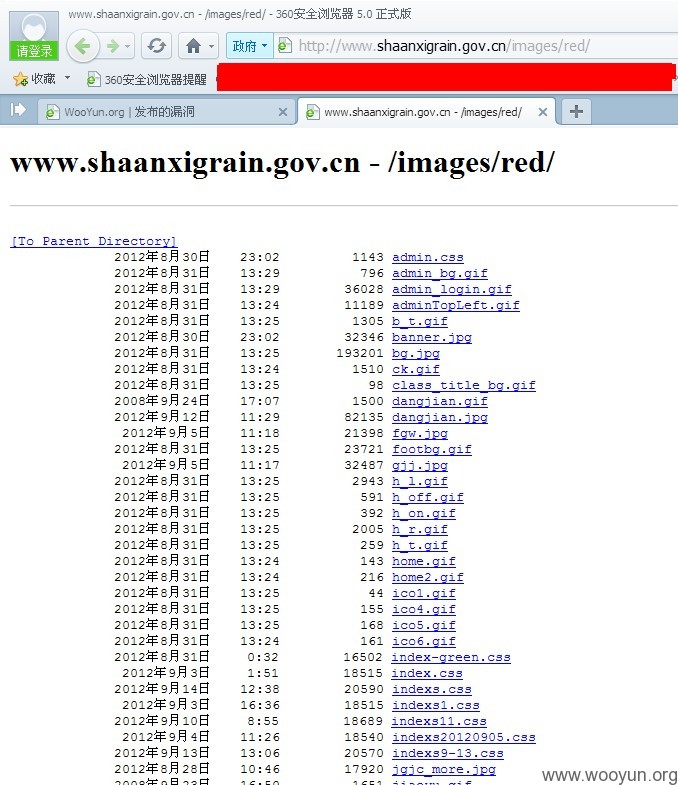 www.shaanxigrain.gov.cn - /images/red/ - 360安全浏览器 5.0 正式版
请登录
政府 http://www.shaanxigrain.gov.cn/images/red/
收藏 360安全浏览器提醒
WooYun.org | 发布的漏洞 www.shaanxigrain.gov.cn - /images/red/
www.shaanxigrain.gov.cn - /images/red/
[To Parent Directory]
2012年8月30日 23:02 1143 admin.css
2012年8月31日 13:29 796 admin_bg.gif
2012年8月31日 13:29 36028 admin_login.gif
2012年8月31日 13:24 11189 adminTopLeft.gif
2012年8月31日 13:25 1305 b_t.gif
2012年8月30日 23:02 32346 banner.jpg
2012年8月31日 13:25 193201 bg.jpg
2012年8月31日 13:24 1510 ck.gif
2012年8月31日 13:25 98 class_title_bg.gif
2008年9月24日 17:07 1500 dangjian.gif
2012年9月12日 11:29 82135 dangjian.jpg
2012年9月5日 11:18 21398 fgw.jpg
2012年8月31日 13:25 23721 footbg.gif
2012年9月5日 11:17 32487 gjj.jpg
2012年8月31日 13:25 2943 h_l.gif
2012年8月31日 13:25 591 h_off.gif
2012年8月31日 13:25 392 h_on.gif
2012年8月31日 13:25 2005 h_r.gif
2012年8月31日 13:25 259 h_t.gif
2012年8月31日 13:24 143 home.gif
2012年8月31日 13:24 216 home2.gif
2012年8月31日 13:25 44 ico1.gif
2012年8月31日 13:25 155 ico4.gif
2012年8月31日 13:25 168 ico5.gif
2012年8月31日 13:24 161 ico6.gif
2012年8月31日 0:32 16502 index-green.css
2012年9月3日 1:51 18515 index.css
2012年9月14日 12:38 20590 indexs.css
2012年9月3日 16:36 18515 indexs1.css
2012年9月10日 8:55 18689 indexs11.css
2012年9月4日 11:26 18540 indexs20120905.css
2012年9月13日 13:06 20570 indexs9-13.css
2012年8月28日 10:46 17920 jgjc_more.jpg
www.wooyun.org